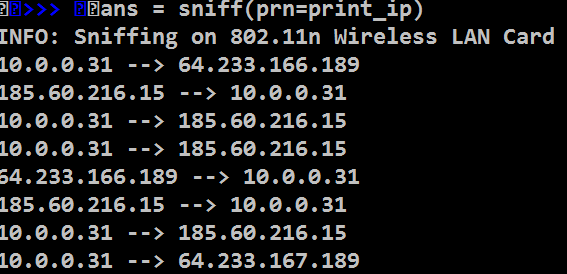 >>> ans = sniff(prn=print_ip)
INFO: Sniffing on 802.11n Wireless LAN Card
10.0.0.31 --> 64.233.166.189
185.60.216.15 --> 10.0.0.31
10.0.0.31 --> 185.60.216.15
10.0.0.31 --> 185.60.216.15
64.233.166.189 --> 10.0.0.31
185.60.216.15 --> 10.0.0.31
10.0.0.31 --> 185.60.216.15
10.0.0.31 --> 64.233.167.189